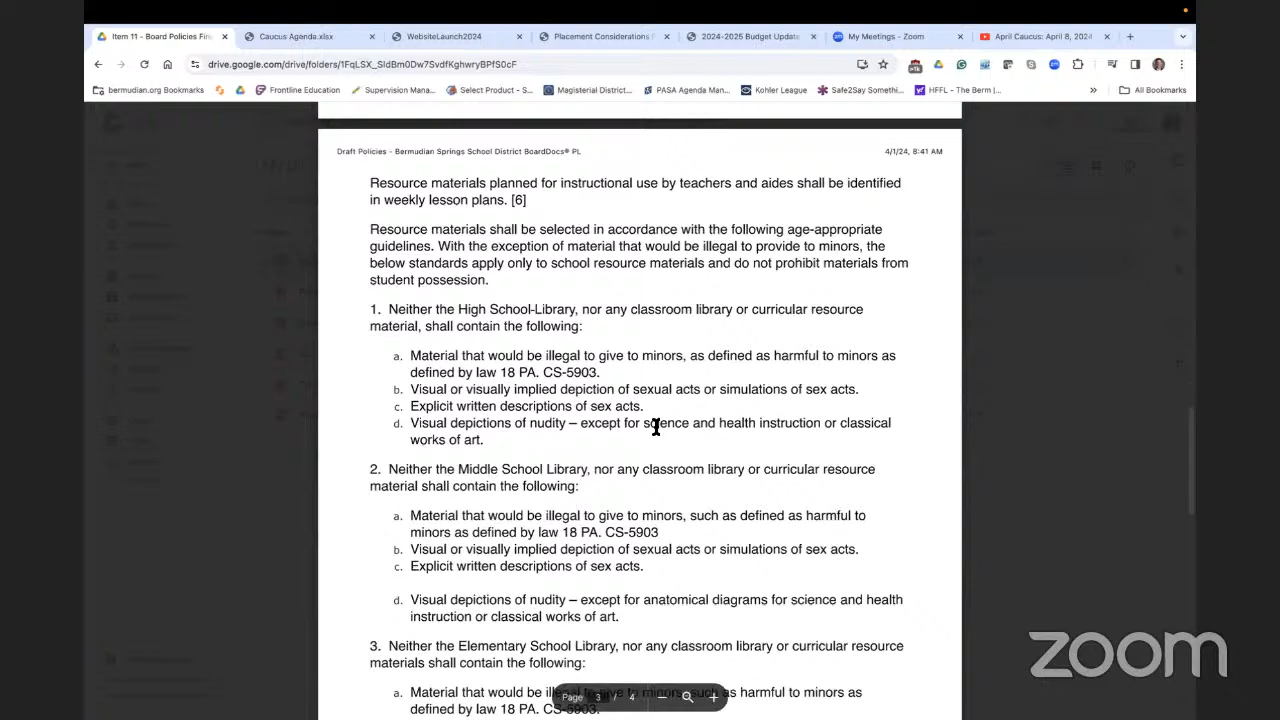 Item 11 - Board Policies Fin
Caucus Agenda.xlsx
WebsiteLaunch2024
Placement Considerations F
2024-2025 Budget Update
My Meetings - Zoom
April Caucus: April 8, 2024
drive.google.com/drive/folders/1FqLSX_SldBm0Dw7SvdfKghwryBPfS0cF
bermudian.org Bookmarks
Frontline Education
Supervision Mana...
Select Product - S...
Magisterial District...
PASA Agenda Man...
Kohler League
Safe2Say Somethi...
HFFL - The Berm |...
All Bookmarks
Draft Policies - Bermudian Springs School District BoardDocs® PL
4/1/24, 8:41 AM
Resource materials planned for instructional use by teachers and aides shall be identified
in weekly lesson plans. [6]
Resource materials shall be selected in accordance with the following age-appropriate
guidelines. With the exception of material that would be illegal to provide to minors, the
below standards apply only to school resource materials and do not prohibit materials from
student possession.
1. Neither the High School-Library, nor any classroom library or curricular resource
material, shall contain the following:
a. Material that would be illegal to give to minors, as defined as harmful to minors as
defined by law 18 PA. CS-5903.
b. Visual or visually implied depiction of sexual acts or simulations of sex acts.
c. Explicit written descriptions of sex acts.
d. Visual depictions of nudity – except for science and health instruction or classical
works of art.
2. Neither the Middle School Library, nor any classroom library or curricular resource
material shall contain the following:
a. Material that would be illegal to give to minors, such as defined as harmful to
minors as defined by law 18 PA. CS-5903
b. Visual or visually implied depiction of sexual acts or simulations of sex acts.
c. Explicit written descriptions of sex acts.
d. Visual depictions of nudity – except for anatomical diagrams for science and health
instruction or classical works of art.
3. Neither the Elementary School Library, nor any classroom library or curricular resource
materials shall contain the following:
a. Material that would be illegal to give to minors, such as harmful to minors as
defined by law 18 PA. CS-5903.
Page 3 / 4
zoom